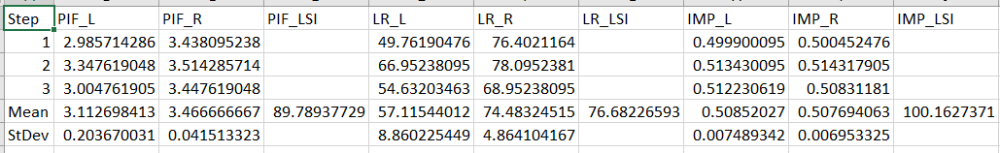 Step PIF_L PIF_R PIF_LSI LR_L LR_R LR_LSI IMP_L IMP_R IMP_LSI
1 2.985714286 3.438095238 49.76190476 76.4021164 0.499900095 0.500452476
2 3.347619048 3.514285714 66.95238095 78.0952381 0.513430095 0.514317905
3 3.004761905 3.447619048 54.63203463 68.95238095 0.512230619 0.50831181
Mean 3.112698413 3.466666667 89.78937729 57.11544012 74.48324515 76.68226593 0.50852027 0.507694063 100.1627371
StDev 0.203670031 0.041513323 8.860225449 4.864104167 0.007489342 0.006953325